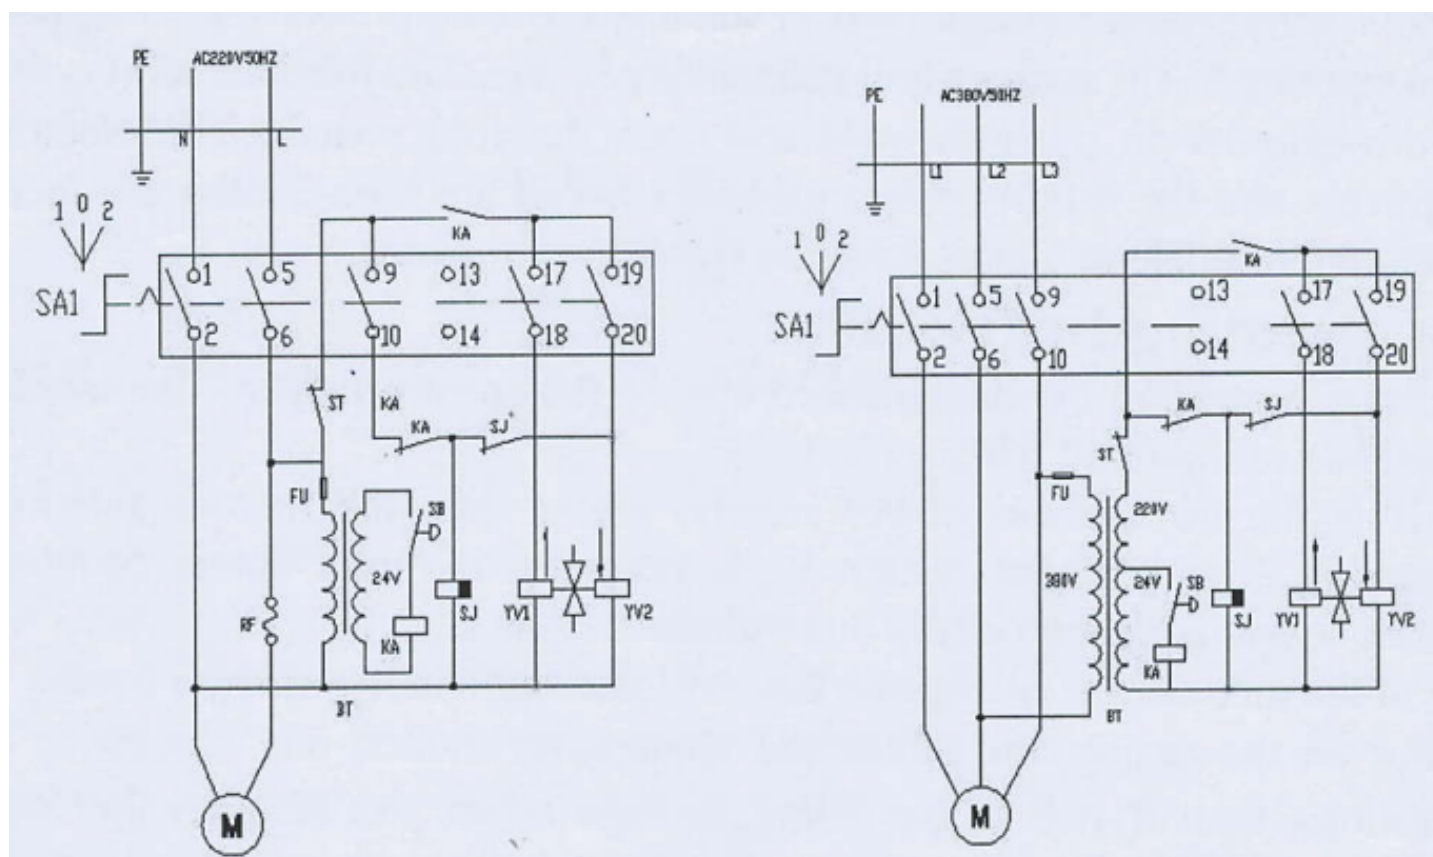 PE AC220V50HZ
N L
1 0 2
KA
SA1
1 5 9 13 17 19
2 6 10 14 18 20
ST KA
KA SJ
FU SB
24V
RF KA SJ YV1 YV2
BT
M
PE AC380V50HZ
L1 L2 L3
1 0 2
KA
SA1
1 5 9 13 17 19
2 6 10 14 18 20
KA SJ
ST
FU
220V
380V 24V SB
KA SJ YV1 YV2
BT
M